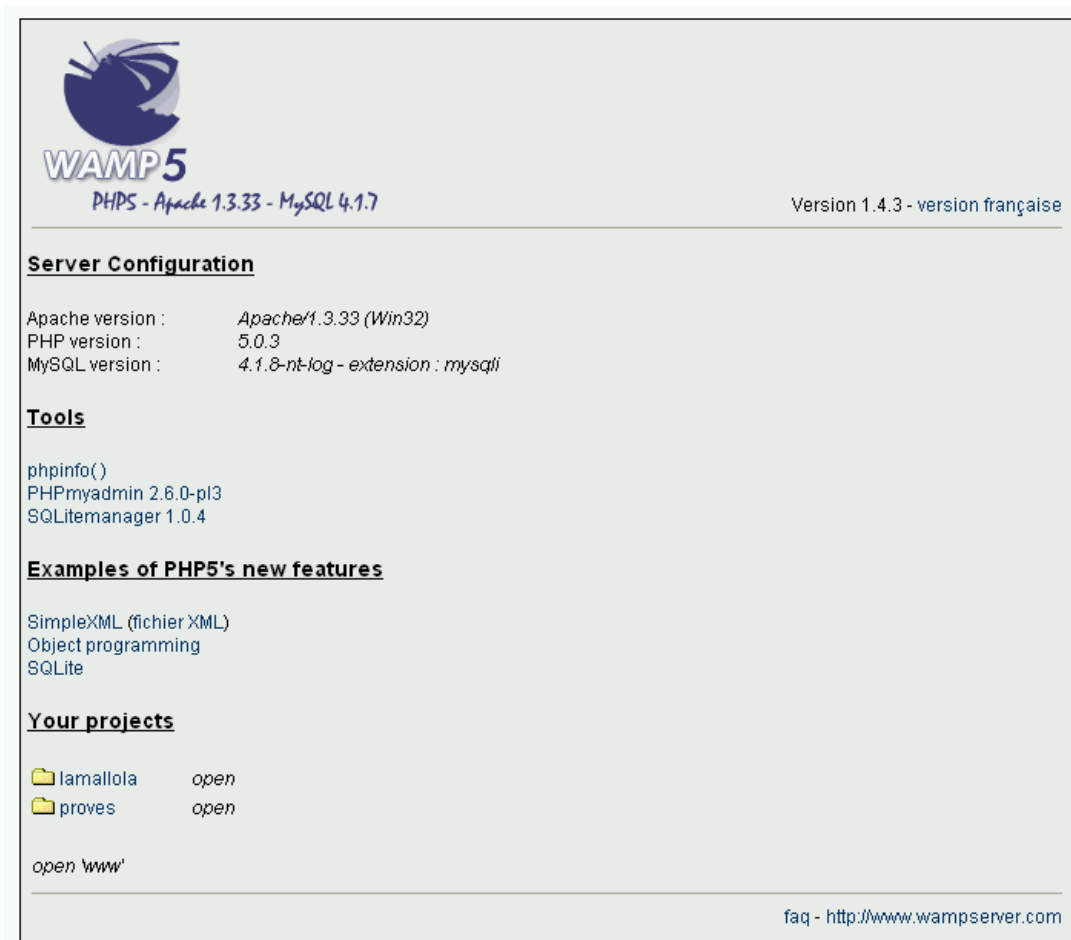 WAMP5
PHP5 - Apache 1.3.33 - MySQL 4.1.7
Version 1.4.3 - version française
Server Configuration
Apache version : Apache/1.3.33 (Win32)
PHP version : 5.0.3
MySQL version : 4.1.8-nt-log - extension : mysqli
Tools
phpinfo()
PHPmyadmin 2.6.0-pl3
SQLitemanager 1.0.4
Examples of PHP5's new features
SimpleXML (fichier XML)
Object programming
SQLite
Your projects
lamallola open
proves open
open 'www'
faq - http://www.wampserver.com